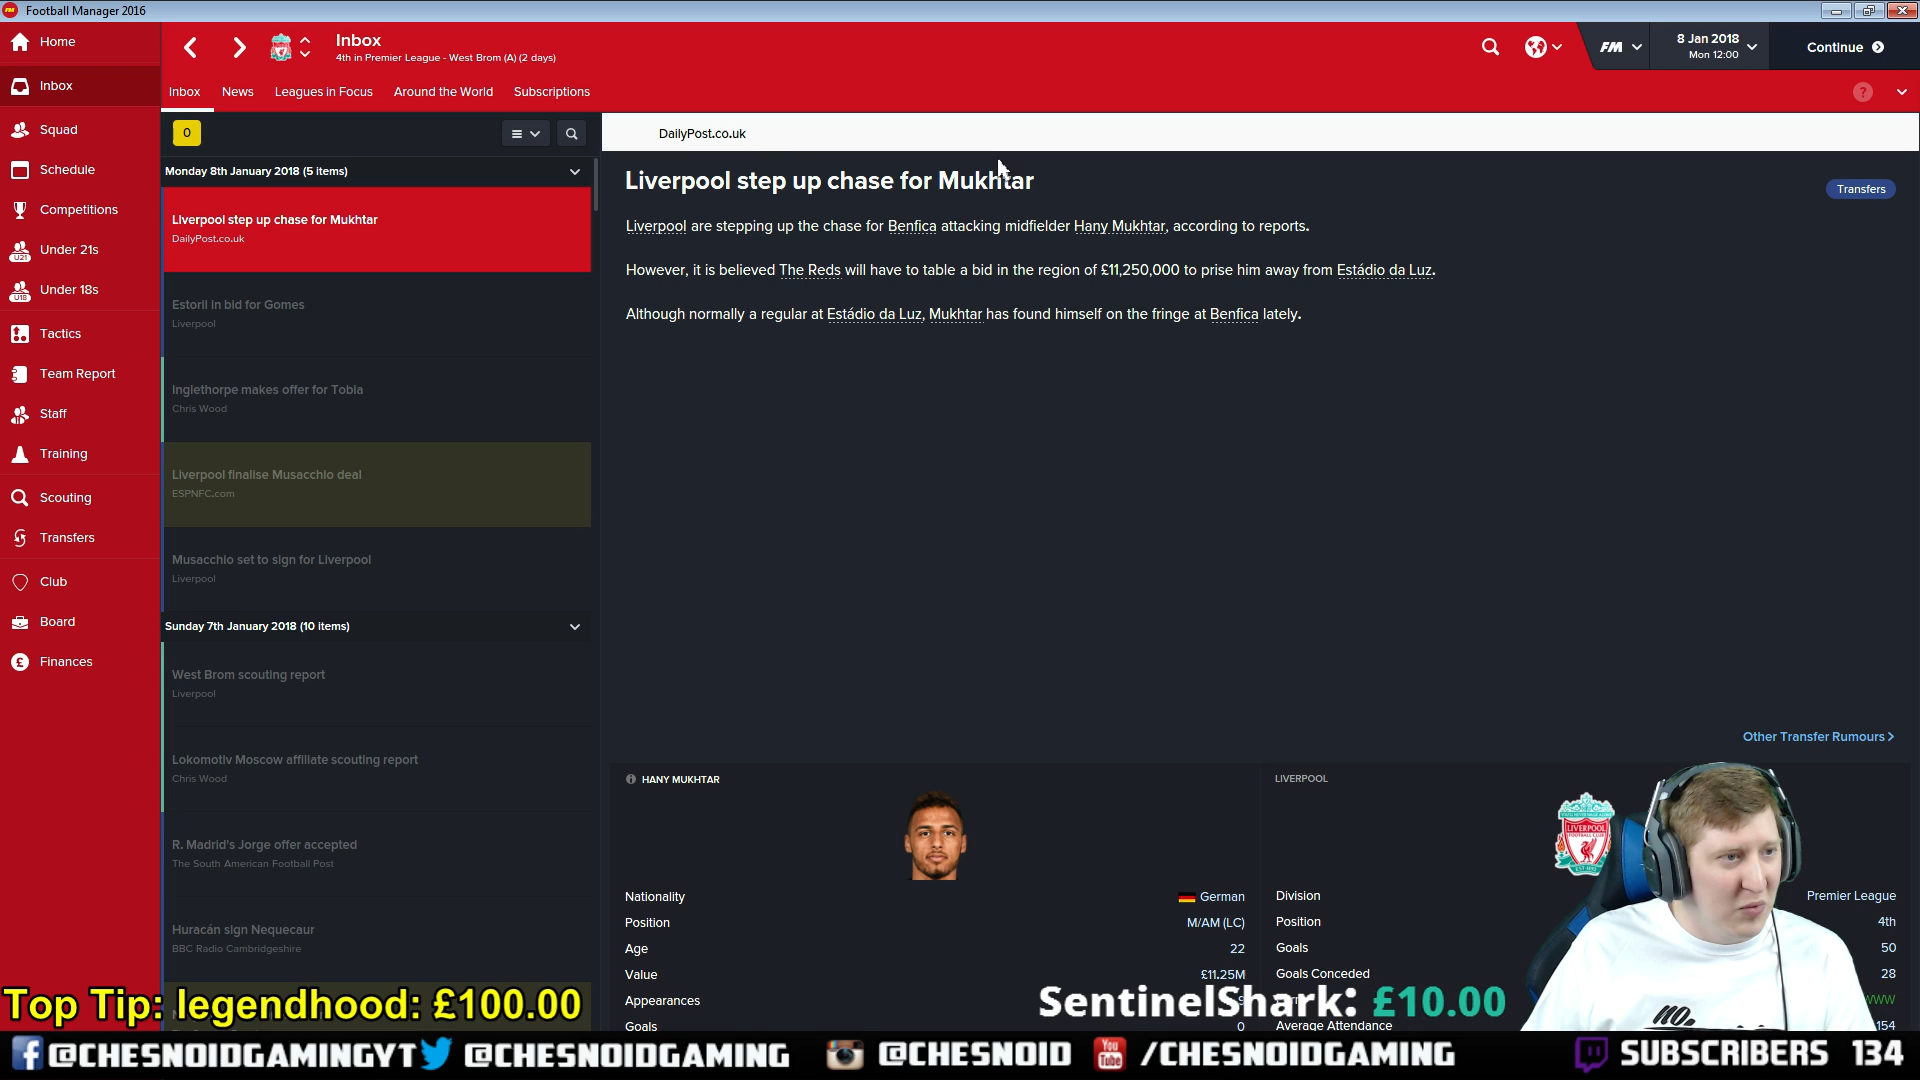 Football Manager 2016
Home
Inbox
Squad
Schedule
Competitions
Under 21s
Under 18s
Tactics
Team Report
Staff
Training
Scouting
Transfers
Club
Board
Finances
Inbox
4th in Premier League - West Brom (A) (2 days)
FM
8 Jan 2018
Mon 12:00
Continue
Inbox News Leagues in Focus Around the World Subscriptions
0
Monday 8th January 2018 (5 items)
Liverpool step up chase for Mukhtar
DailyPost.co.uk
Estoril in bid for Gomes
Liverpool
Inglethorpe makes offer for Tobia
Chris Wood
Liverpool finalise Musacchio deal
ESPNFC.com
Musacchio set to sign for Liverpool
Liverpool
Sunday 7th January 2018 (10 items)
West Brom scouting report
Liverpool
Lokomotiv Moscow affiliate scouting report
Chris Wood
R. Madrid's Jorge offer accepted
The South American Football Post
Huracán sign Nequecaur
BBC Radio Cambridgeshire
DailyPost.co.uk
Liverpool step up chase for Mukhtar
Transfers
Liverpool are stepping up the chase for Benfica attacking midfielder Hany Mukhtar, according to reports.
However, it is believed The Reds will have to table a bid in the region of £11,250,000 to prise him away from Estádio da Luz.
Although normally a regular at Estádio da Luz, Mukhtar has found himself on the fringe at Benfica lately.
Other Transfer Rumours >
HANY MUKHTAR
Nationality German
Position M/AM (LC)
Age 22
Value £11.25M
Appearances
Goals 0
LIVERPOOL
Division Premier League
Position 4th
Goals 50
Goals Conceded 28
Average Attendance
Top Tip: legendhood: £100.00
SentinelShark: £10.00
@CHESNOIDGAMINGYT @CHESNOIDGAMING @CHESNOID /CHESNOIDGAMING SUBSCRIBERS 134